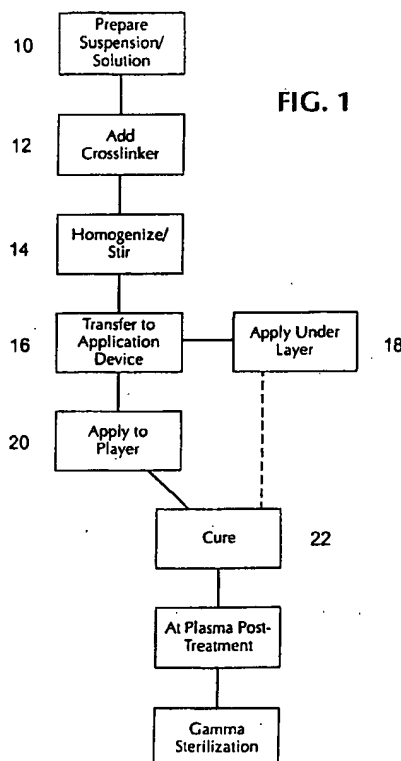 10
Prepare
Suspension/
Solution
FIG. 1
12
Add
Crosslinker
14
Homogenize/
Stir
16
Transfer to
Application
Device
Apply Under
Layer
18
20
Apply to
Player
Cure
22
At Plasma Post-
Treatment
Gamma
Sterilization